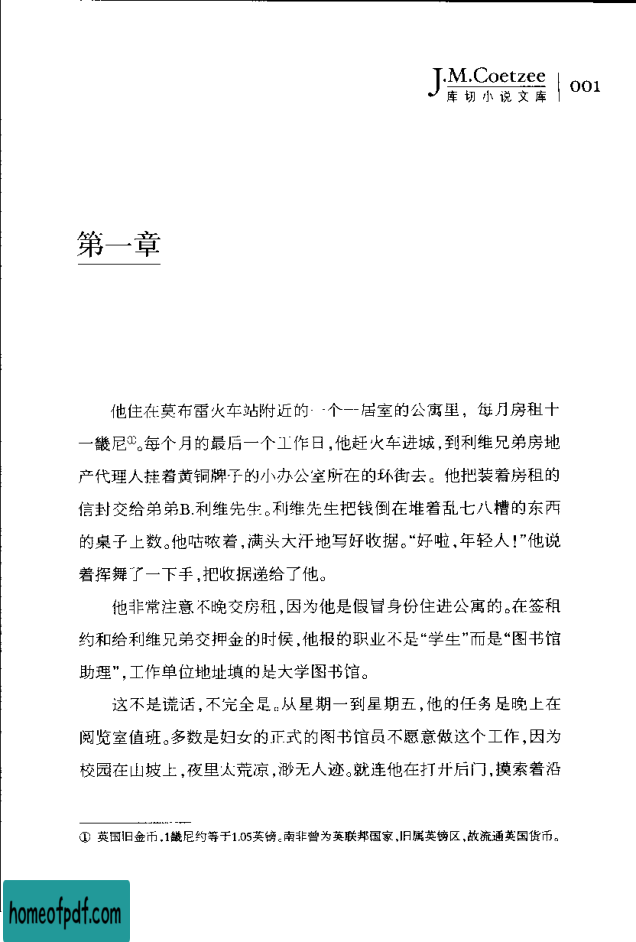 J.M.Coetzee
库切小说文库
001
第一章
他住在莫布雷火车站附近的一个一居室的公寓里，每月房租十
一畿尼①。每个月的最后一个工作日，他赶火车进城，到利维兄弟房地
产代理人挂着黄铜牌子的小办公室所在的环街去。他把装着房租的
信封交给弟弟B.利维先生。利维先生把钱倒在堆着乱七八糟的东西
的桌子上数。他咕哝着，满头大汗地写好收据。“好啦，年轻人！”他说
着挥舞了一下手，把收据递给了他。
他非常注意不晚交房租，因为他是假冒身份住进公寓的。在签租
约和给利维兄弟交押金的时候，他报的职业不是“学生”而是“图书馆
助理”，工作单位地址填的是大学图书馆。
这不是谎话，不完全是。从星期一到星期五，他的任务是晚上在
阅览室值班。多数是妇女的正式的图书馆员不愿意做这个工作，因为
校园在山坡上，夜里太荒凉，渺无人迹。就连他在打开后门，摸索着沿
① 英国旧金币，1畿尼约等于1.05英镑。南非曾为英联邦国家，旧属英镑区，故流通英国货币。
homeofpdf.com